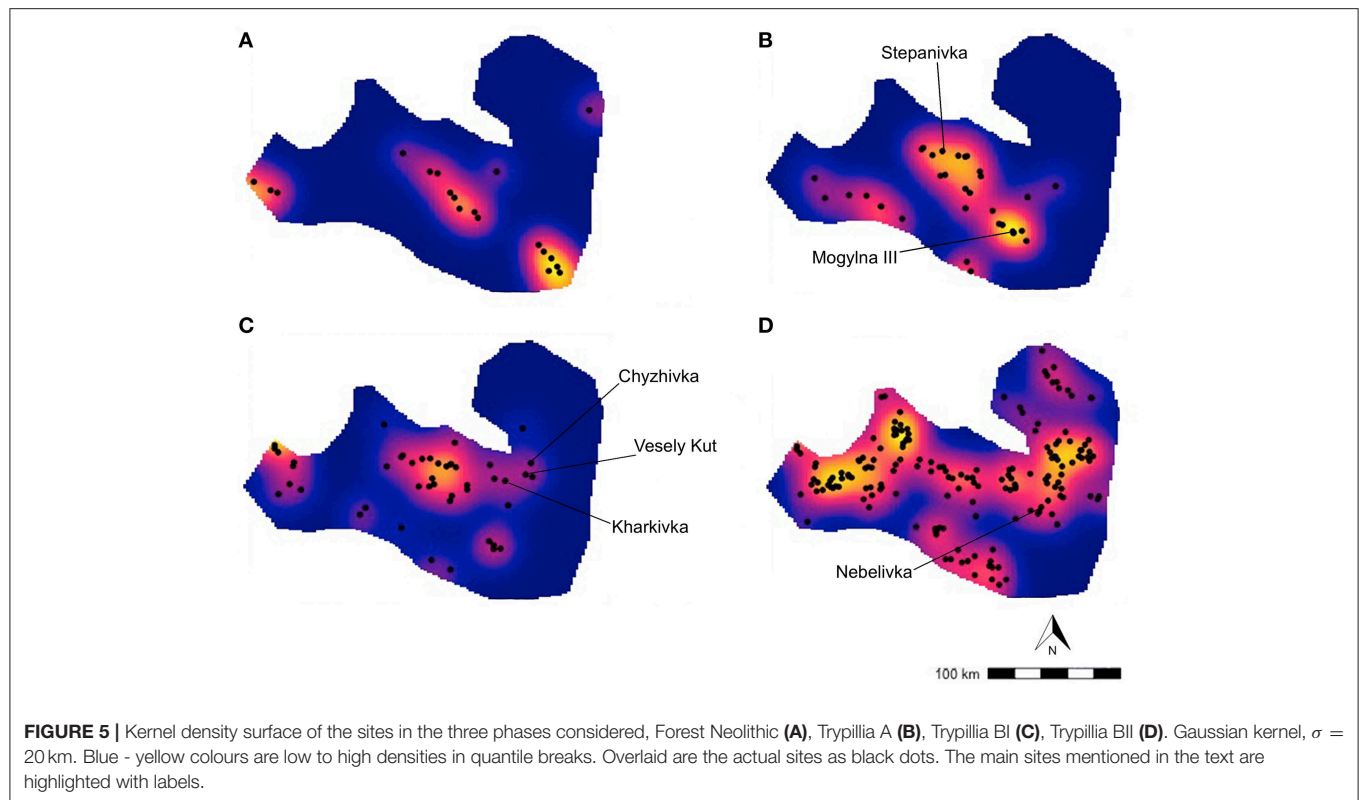 A
B
Stepanivka
Mogylna III
C
D
Chyzhivka
Vesely Kut
Kharkivka
Nebelivka
N
100 km
FIGURE 5 | Kernel density surface of the sites in the three phases considered, Forest Neolithic (A), Trypillia A (B), Trypillia BI (C), Trypillia BII (D). Gaussian kernel, σ =
20 km. Blue - yellow colours are low to high densities in quantile breaks. Overlaid are the actual sites as black dots. The main sites mentioned in the text are
highlighted with labels.